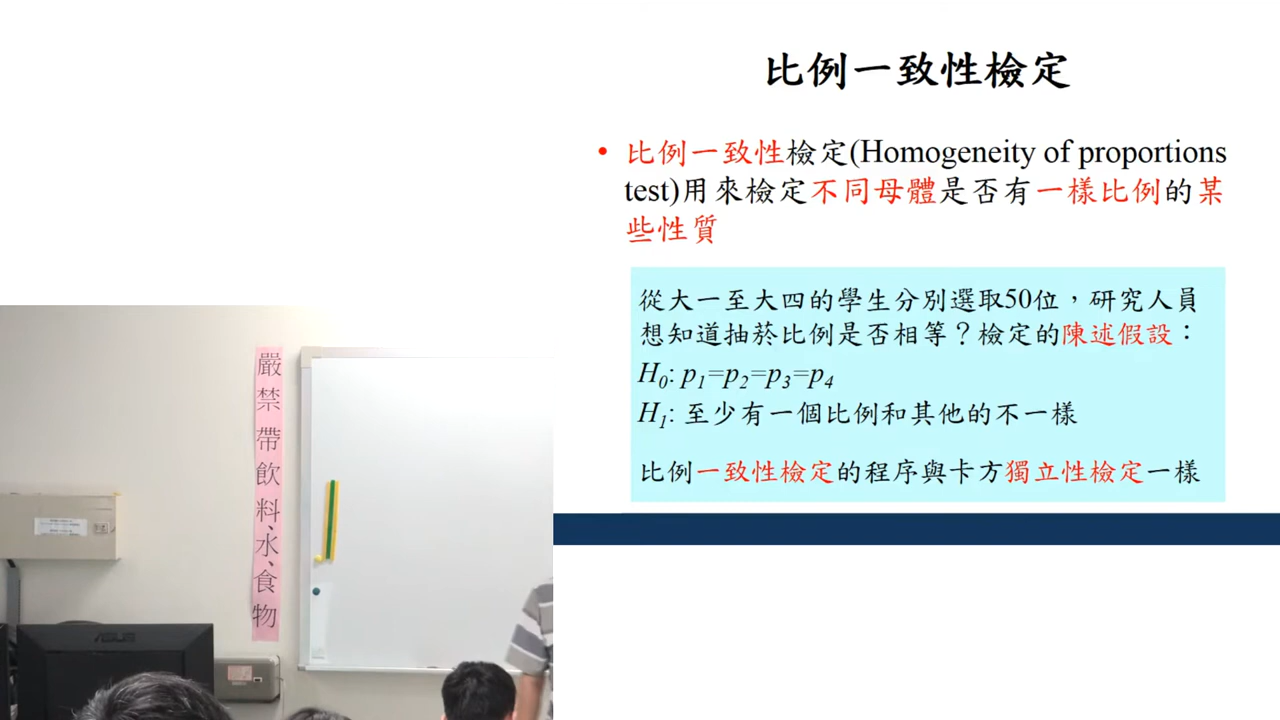 比例一致性檢定
• 比例一致性檢定(Homogeneity of proportions
test)用來檢定不同母體是否有一樣比例的某
些性質
從大一至大四的學生分別選取50位，研究人員
想知道抽菸比例是否相等？檢定的陳述假設：
H0: p1=p2=p3=p4
H1: 至少有一個比例和其他的不一樣
比例一致性檢定的程序與卡方獨立性檢定一樣
嚴禁帶飲料、水、食物
ASUS